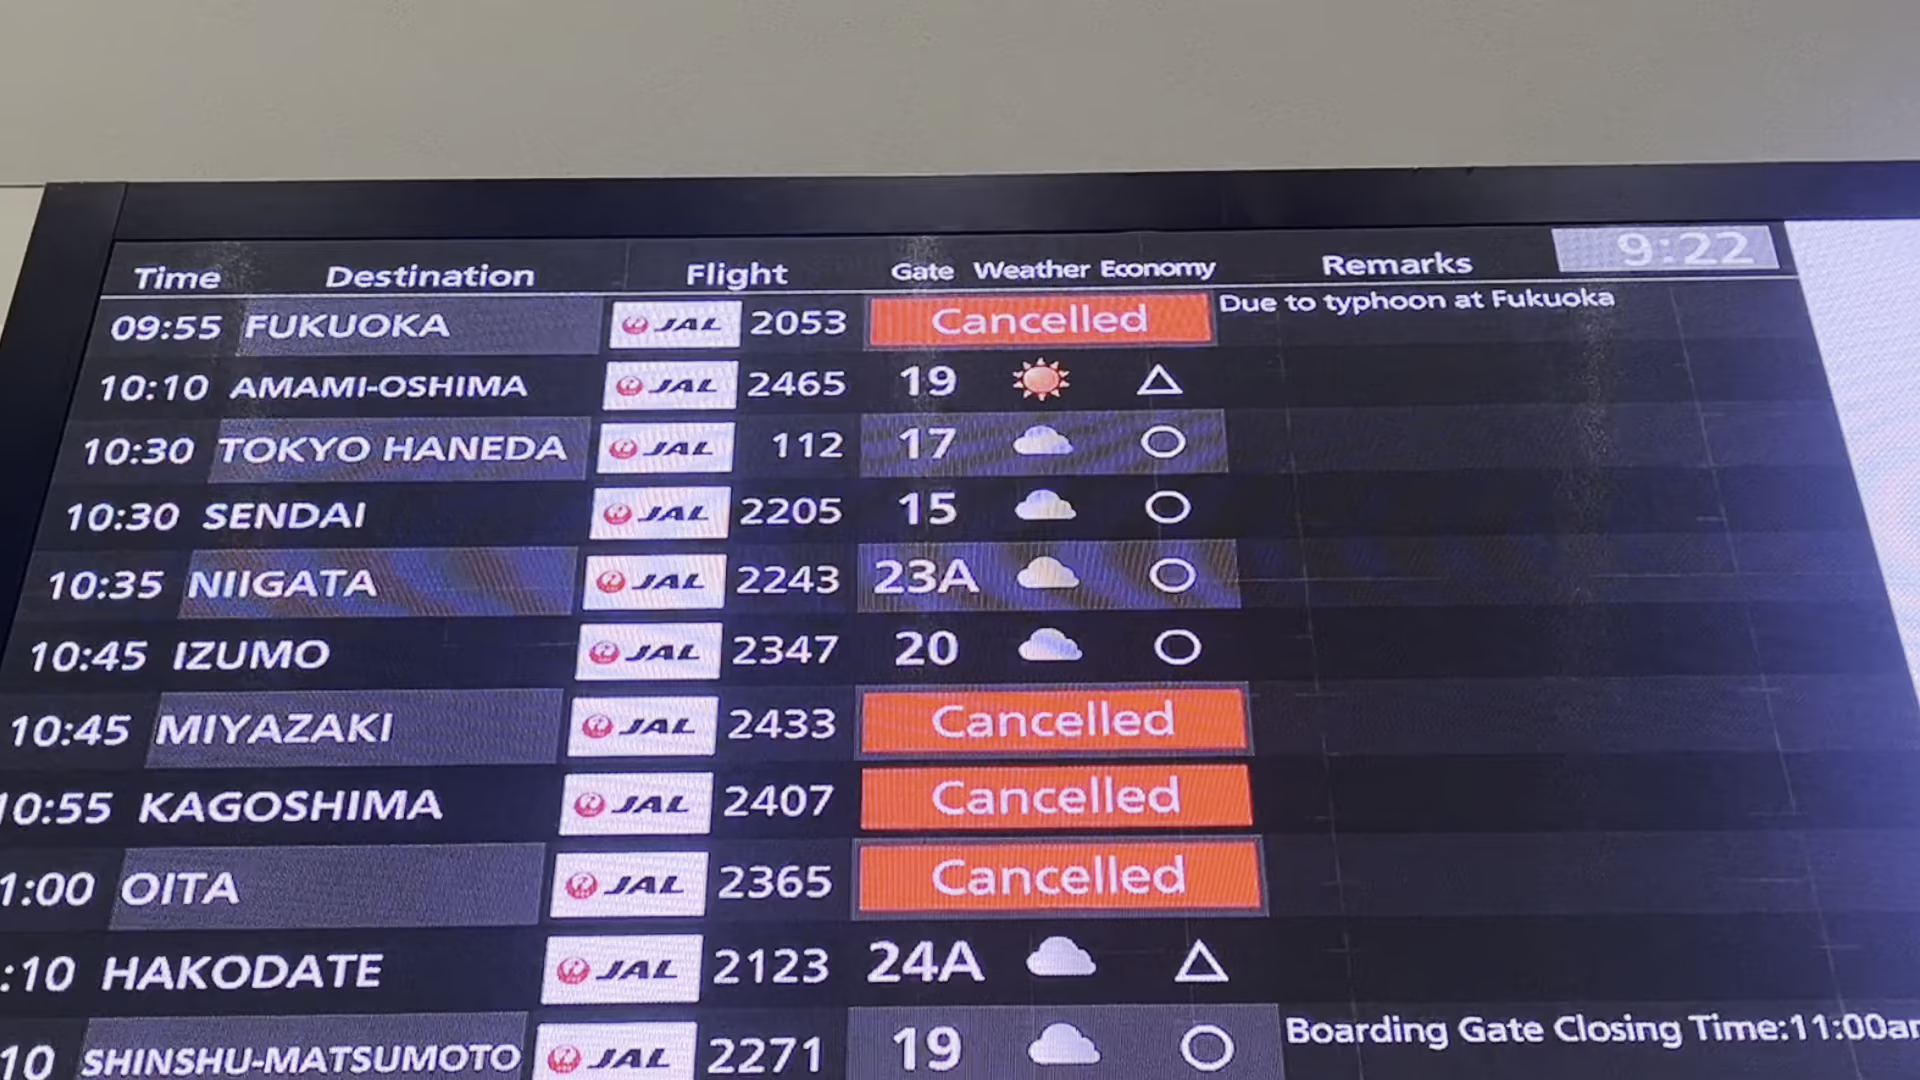 9:22
Time Destination Flight Gate Weather Economy Remarks
09:55 FUKUOKA JAL 2053 Cancelled Due to typhoon at Fukuoka
10:10 AMAMI-OSHIMA JAL 2465 19 △
10:30 TOKYO HANEDA JAL 112 17 ○
10:30 SENDAI JAL 2205 15 ○
10:35 NIIGATA JAL 2243 23A ○
10:45 IZUMO JAL 2347 20 ○
10:45 MIYAZAKI JAL 2433 Cancelled
10:55 KAGOSHIMA JAL 2407 Cancelled
1:00 OITA JAL 2365 Cancelled
:10 HAKODATE JAL 2123 24A △
10 SHINSHU-MATSUMOTO JAL 2271 19 ○ Boarding Gate Closing Time:11:00am